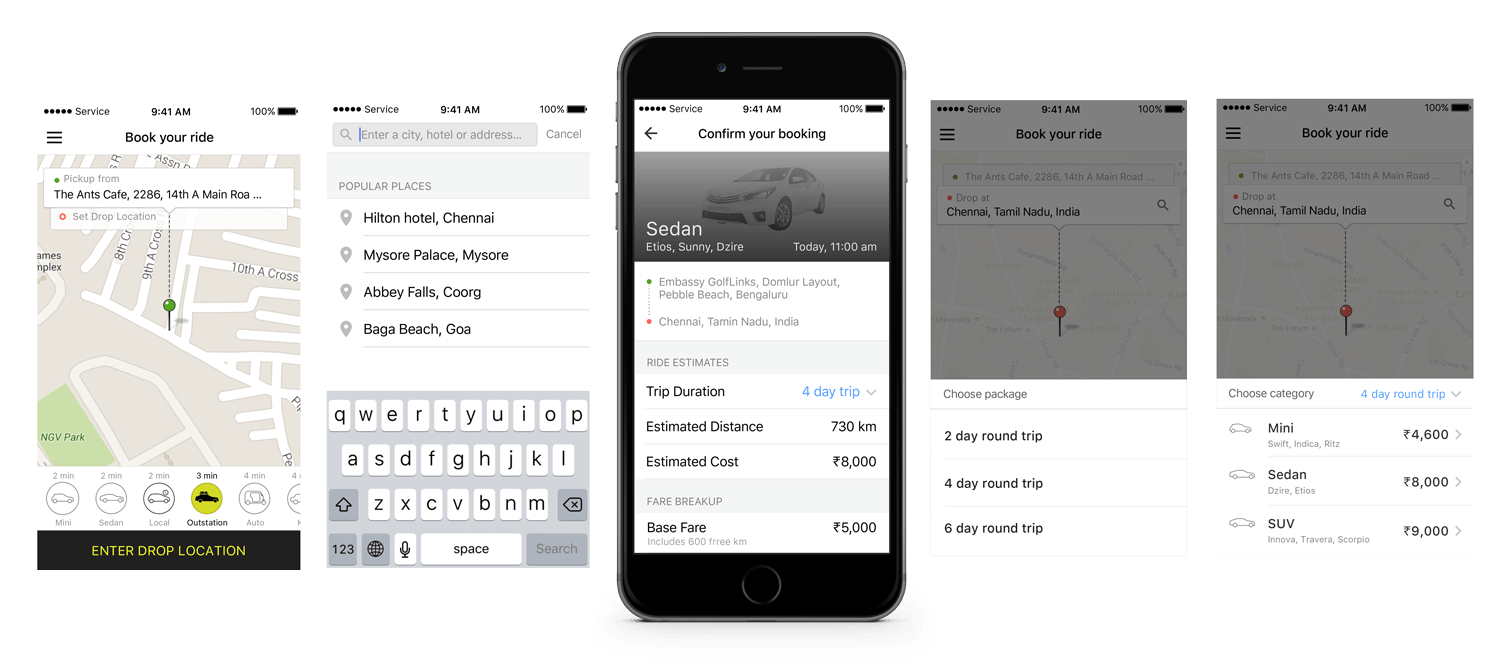 Service 9:41 AM 100%
Book your ride
Pickup from
The Ants Cafe, 2286, 14th A Main Roa ...
Set Drop Location
8th Cross
9th A Cross
10th A Cross
NGV Park
2 min 2 min 2 min 3 min 4 min 4
Mini Sedan Local Outstation Auto
ENTER DROP LOCATION
Service 9:41 AM 100%
Enter a city, hotel or address... Cancel
POPULAR PLACES
Hilton hotel, Chennai
Mysore Palace, Mysore
Abbey Falls, Coorg
Baga Beach, Goa
q w e r t y u i o p
a s d f g h j k l
z x c v b n m
123 space Search
Service 9:41 AM 100%
Confirm your booking
Sedan
Etios, Sunny, Dzire Today, 11:00 am
Embassy GolfLinks, Domlur Layout,
Pebble Beach, Bengaluru
Chennai, Tamin Nadu, India
RIDE ESTIMATES
Trip Duration 4 day trip
Estimated Distance 730 km
Estimated Cost ₹8,000
FARE BREAKUP
Base Fare ₹5,000
Includes 600 frree km
Service 9:41 AM 100%
Book your ride
The Ants Cafe, 2286, 14th A Main Road ...
Drop at
Chennai, Tamil Nadu, India
University
The Forum
Choose package
2 day round trip
4 day round trip
6 day round trip
Service 9:41 AM 100%
Book your ride
The Ants Cafe, 2286, 14th A Main Road ...
Drop at
Chennai, Tamil Nadu, India
KORAMANGALA
University
The Forum
Choose category 4 day round trip
Mini ₹4,600
Swift, Indica, Ritz
Sedan ₹8,000
Dzire, Etios
SUV ₹9,000
Innova, Travera, Scorpio